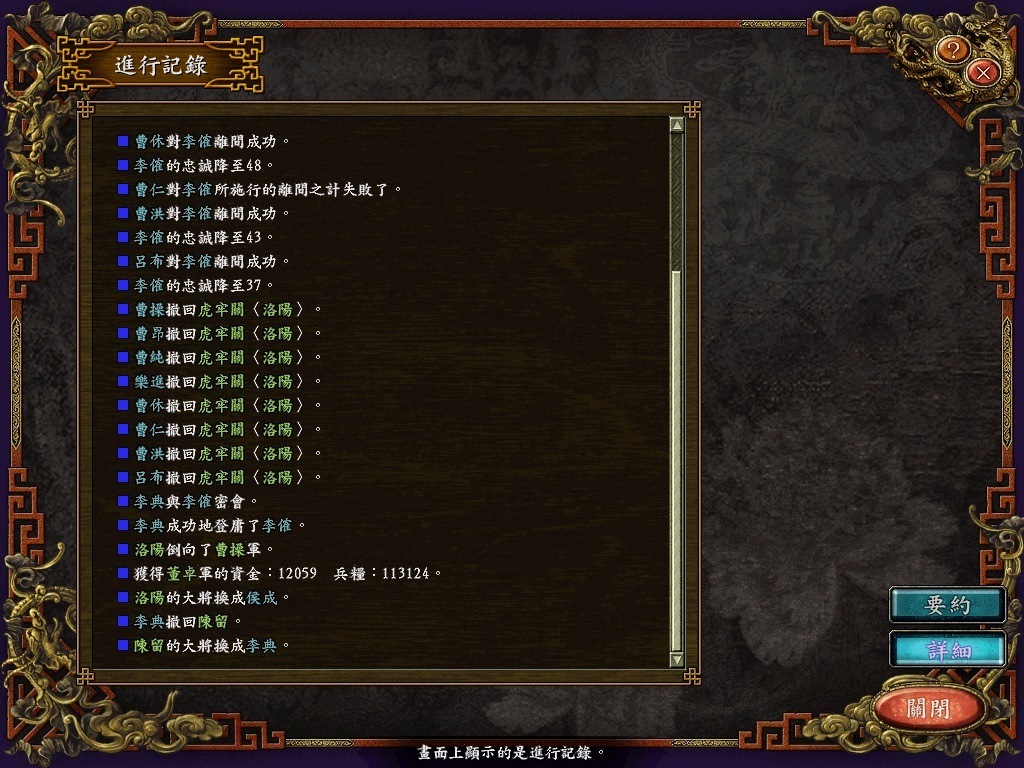 進行記錄
?
曹休對李傕離間成功。
李傕的忠誠降至48。
曹仁對李傕所施行的離間之計失敗了。
曹洪對李傕離間成功。
李傕的忠誠降至43。
呂布對李傕離間成功。
李傕的忠誠降至37。
曹操撤回虎牢關〈洛陽〉。
曹昂撤回虎牢關〈洛陽〉。
曹純撤回虎牢關〈洛陽〉。
樂進撤回虎牢關〈洛陽〉。
曹休撤回虎牢關〈洛陽〉。
曹仁撤回虎牢關〈洛陽〉。
曹洪撤回虎牢關〈洛陽〉。
呂布撤回虎牢關〈洛陽〉。
李典與李傕密會。
李典成功地登庸了李傕。
洛陽倒向了曹操軍。
獲得董卓軍的資金：12059　兵糧：113124。
洛陽的大將換成侯成。
李典撤回陳留。
陳留的大將換成李典。
要約
詳細
關閉
畫面上顯示的是進行記錄。